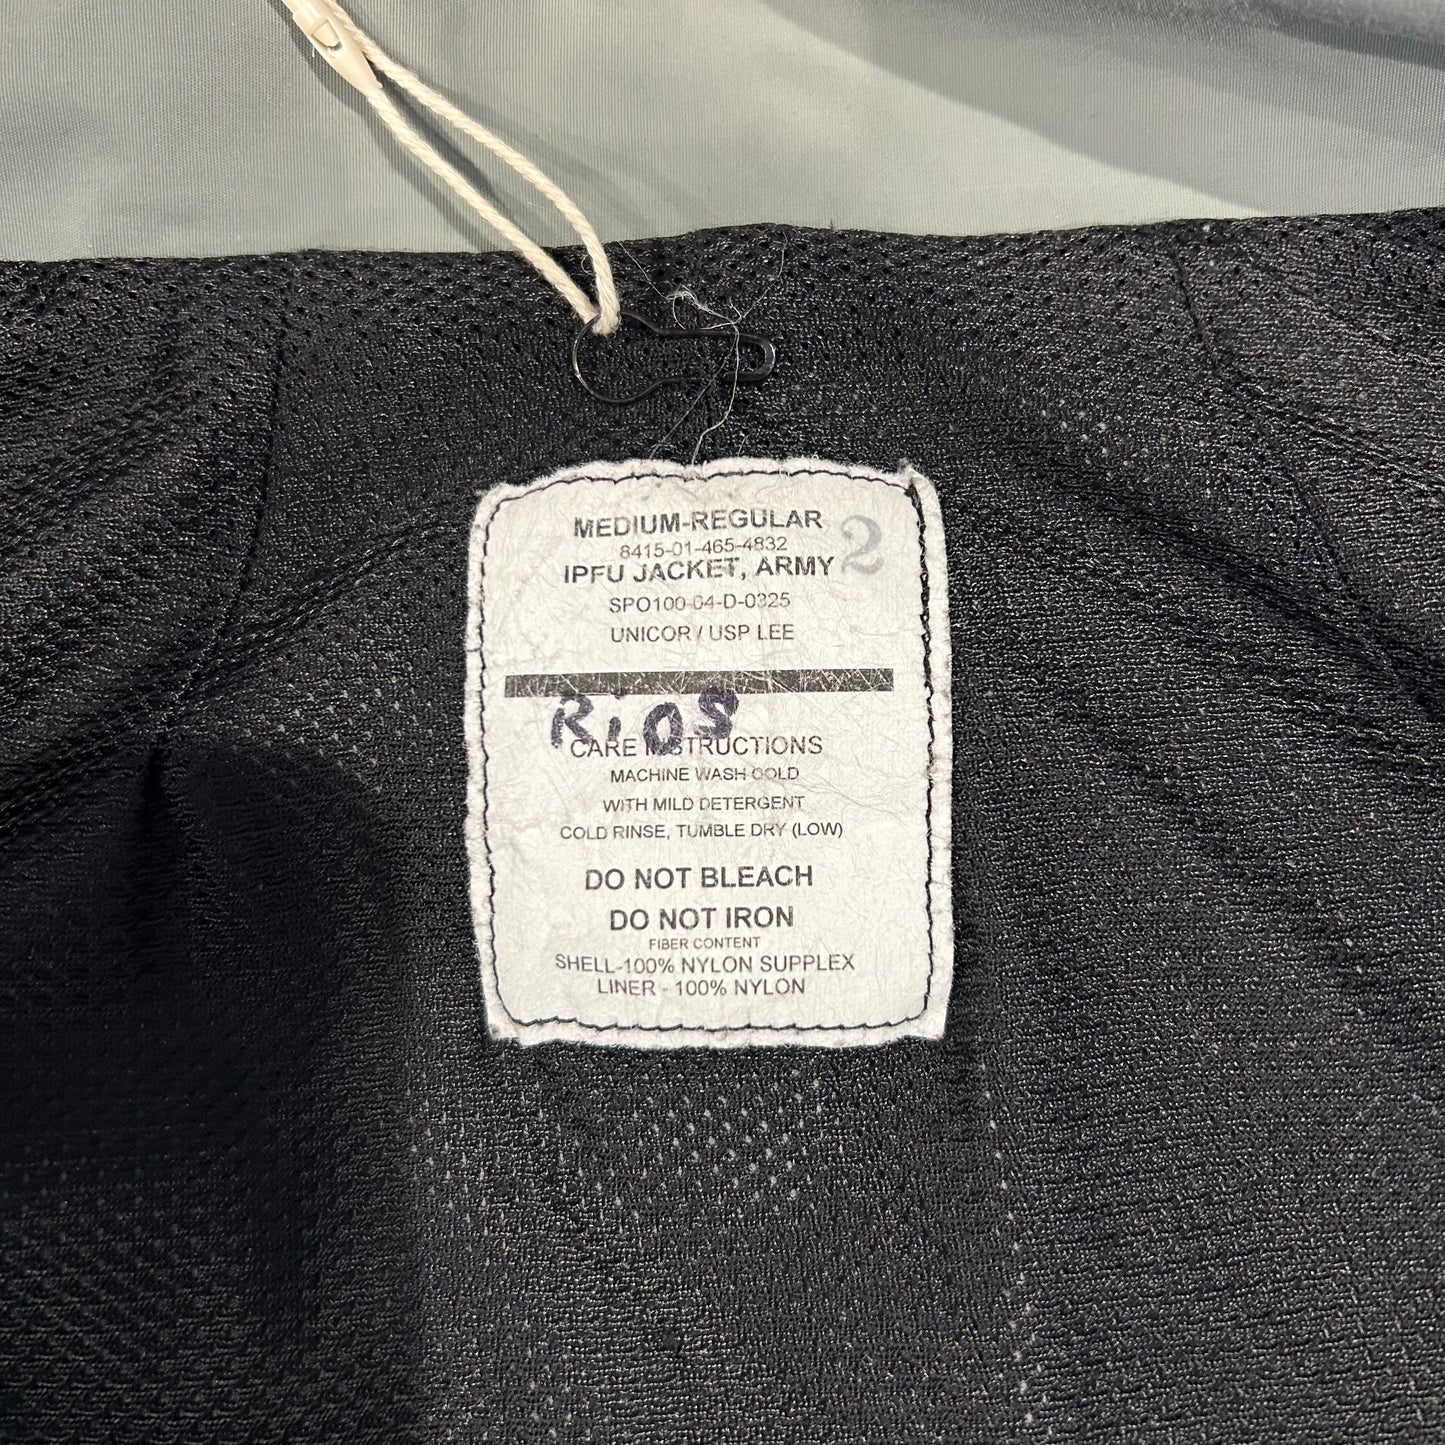 MEDIUM-REGULAR
8415-01-465-4832
IPFU JACKET, ARMY
2
SPO100-04-D-0325
UNICOR / USP LEE
Rios
CARE INSTRUCTIONS
MACHINE WASH COLD
WITH MILD DETERGENT
COLD RINSE, TUMBLE DRY (LOW)
DO NOT BLEACH
DO NOT IRON
FIBER CONTENT
SHELL-100% NYLON SUPPLEX
LINER - 100% NYLON